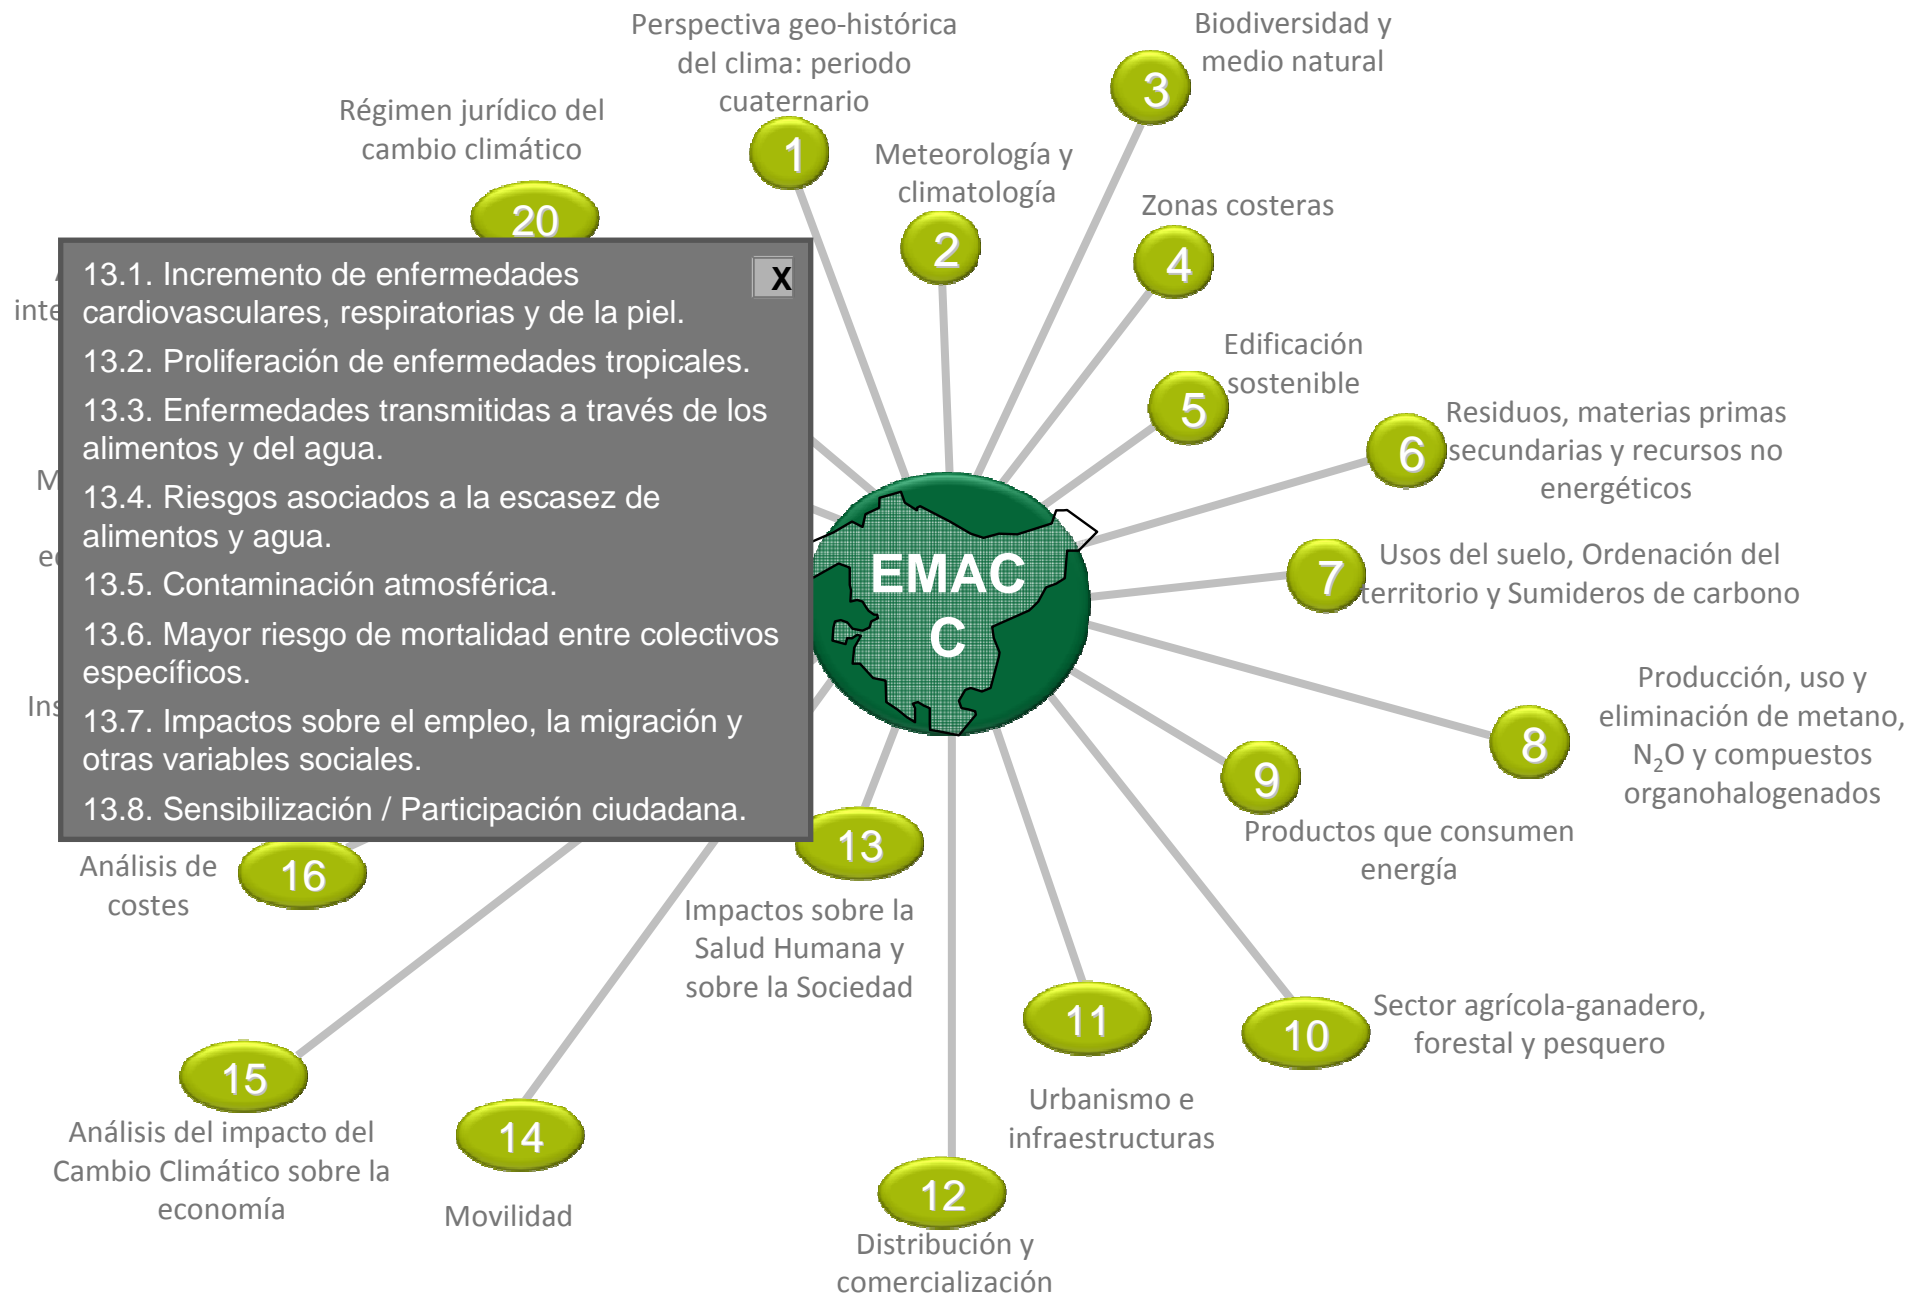 Perspectiva geo-histórica
del clima: periodo
cuaternario
1
Meteorología y
climatología
2
Biodiversidad y
medio natural
3
Zonas costeras
4
Edificación
sostenible
5
Residuos, materias primas
secundarias y recursos no
energéticos
6
Usos del suelo, Ordenación del
territorio y Sumideros de carbono
7
Producción, uso y
eliminación de metano,
N₂O y compuestos
organohalogenados
8
Productos que consumen
energía
9
Sector agrícola-ganadero,
forestal y pesquero
10
Urbanismo e
infraestructuras
11
Distribución y
comercialización
12
Impactos sobre la
Salud Humana y
sobre la Sociedad
13
Movilidad
14
Análisis del impacto del
Cambio Climático sobre la
economía
15
Análisis de
costes
16
Régimen jurídico del
cambio climático
20
EMAC
C
X
13.1. Incremento de enfermedades
cardiovasculares, respiratorias y de la piel.
13.2. Proliferación de enfermedades tropicales.
13.3. Enfermedades transmitidas a través de los
alimentos y del agua.
13.4. Riesgos asociados a la escasez de
alimentos y agua.
13.5. Contaminación atmosférica.
13.6. Mayor riesgo de mortalidad entre colectivos
específicos.
13.7. Impactos sobre el empleo, la migración y
otras variables sociales.
13.8. Sensibilización / Participación ciudadana.